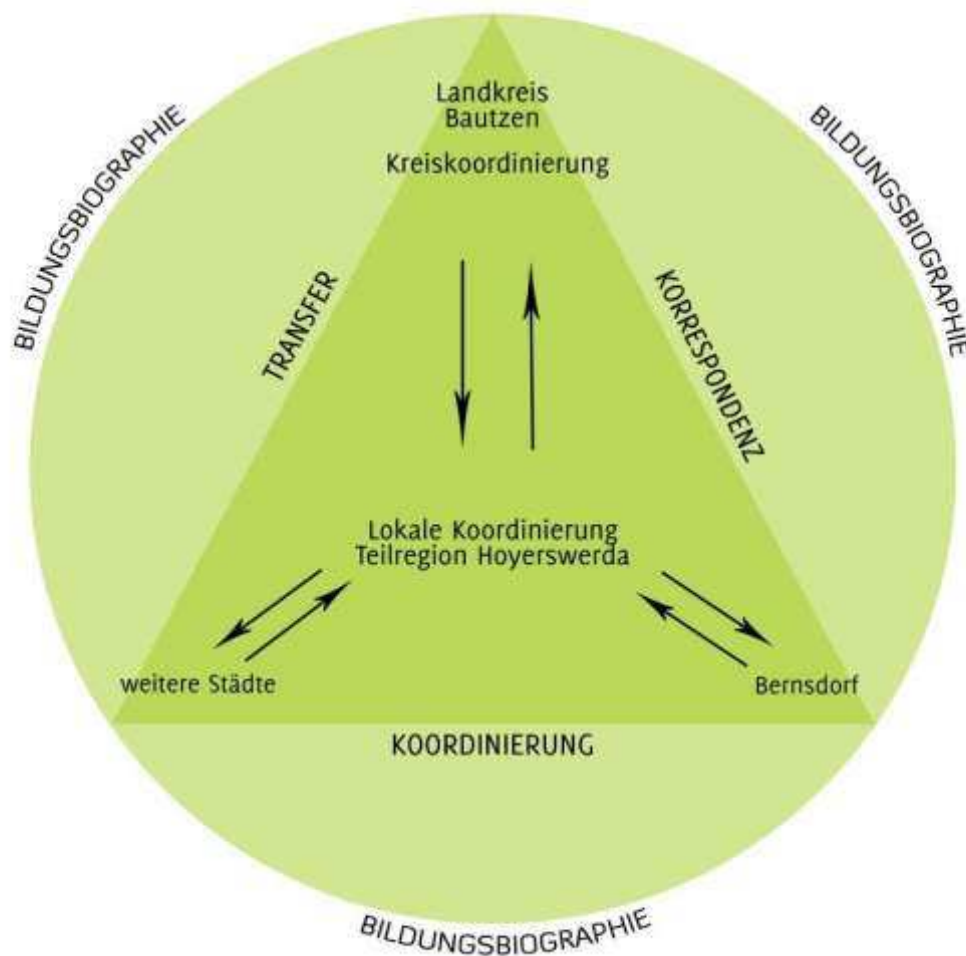 Landkreis
Bautzen
Kreiskoordinierung
BILDUNGSBIOGRAPHIE
BILDUNGSBIOGRAPHIE
TRANSFER
KORRESPONDENZ
Lokale Koordinierung
Teilregion Hoyerswerda
weitere Städte
Bernsdorf
KOORDINIERUNG
BILDUNGSBIOGRAPHIE